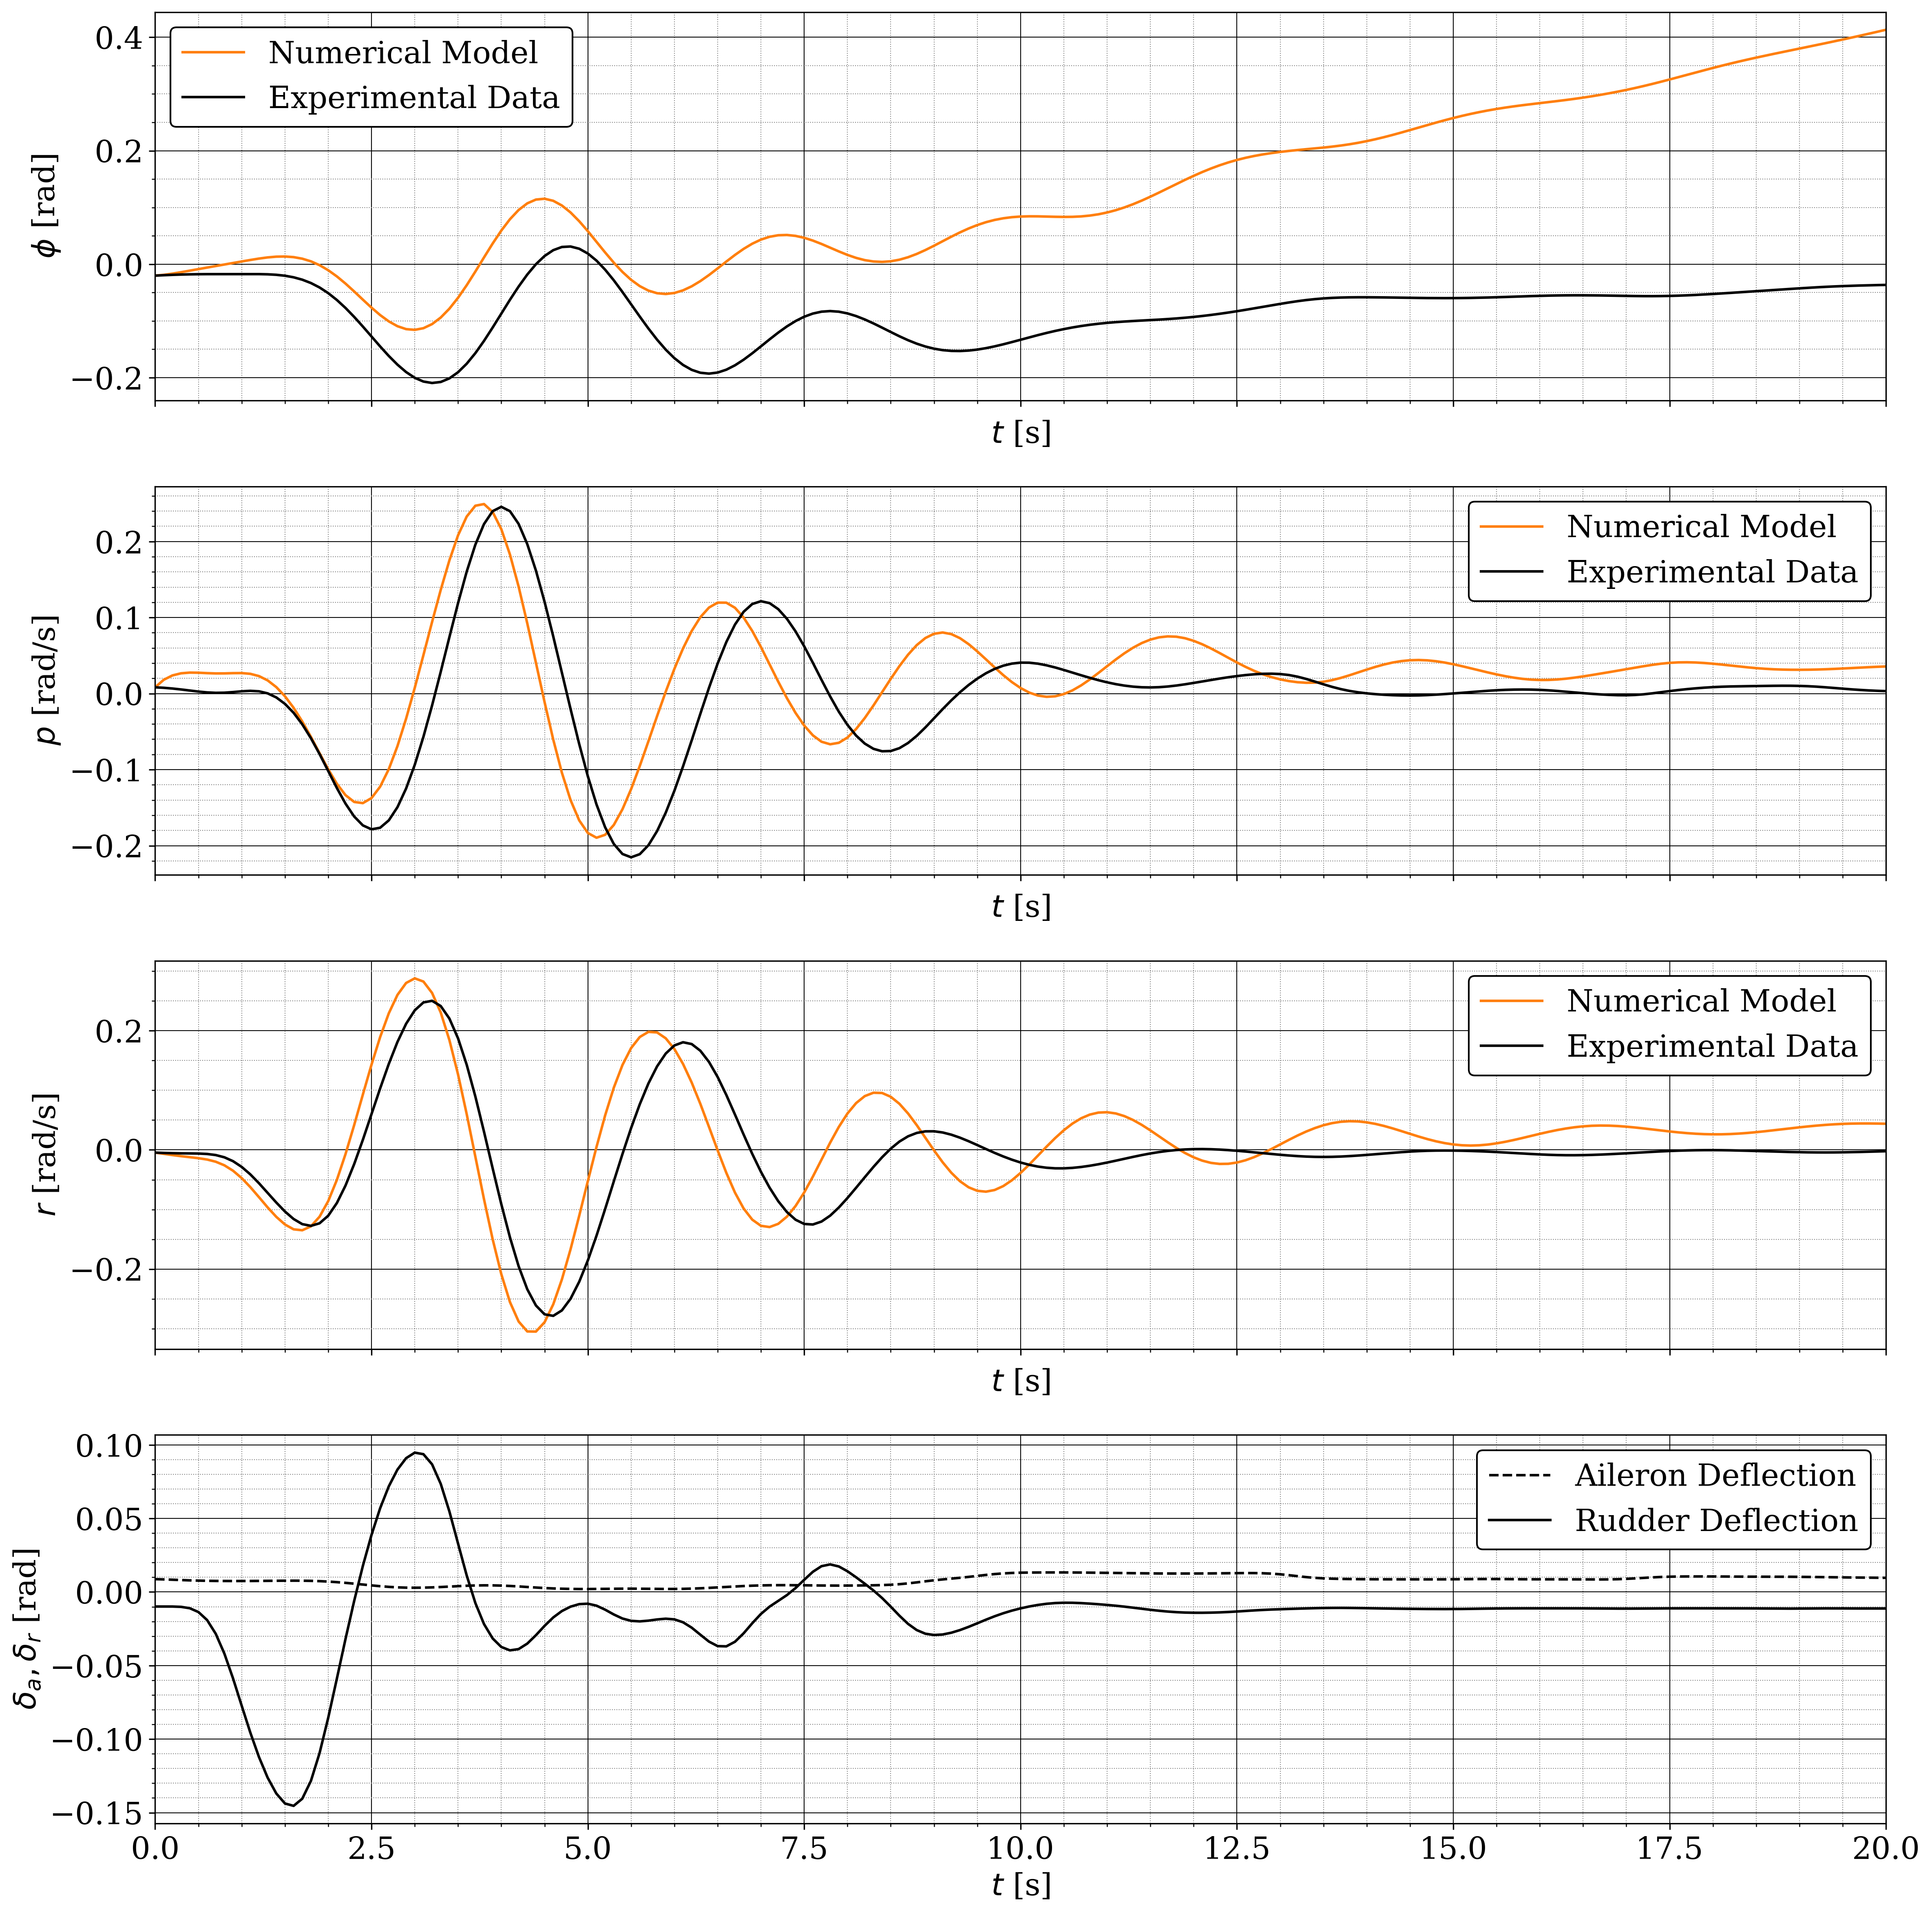 0.4
0.2
0.0
−0.2
ϕ [rad]
Numerical Model
Experimental Data
t [s]
0.2
0.1
0.0
−0.1
−0.2
p [rad/s]
Numerical Model
Experimental Data
t [s]
0.2
0.0
−0.2
r [rad/s]
Numerical Model
Experimental Data
t [s]
0.10
0.05
0.00
−0.05
−0.10
−0.15
δa, δr [rad]
Aileron Deflection
Rudder Deflection
0.0 2.5 5.0 7.5 10.0 12.5 15.0 17.5 20.0
t [s]